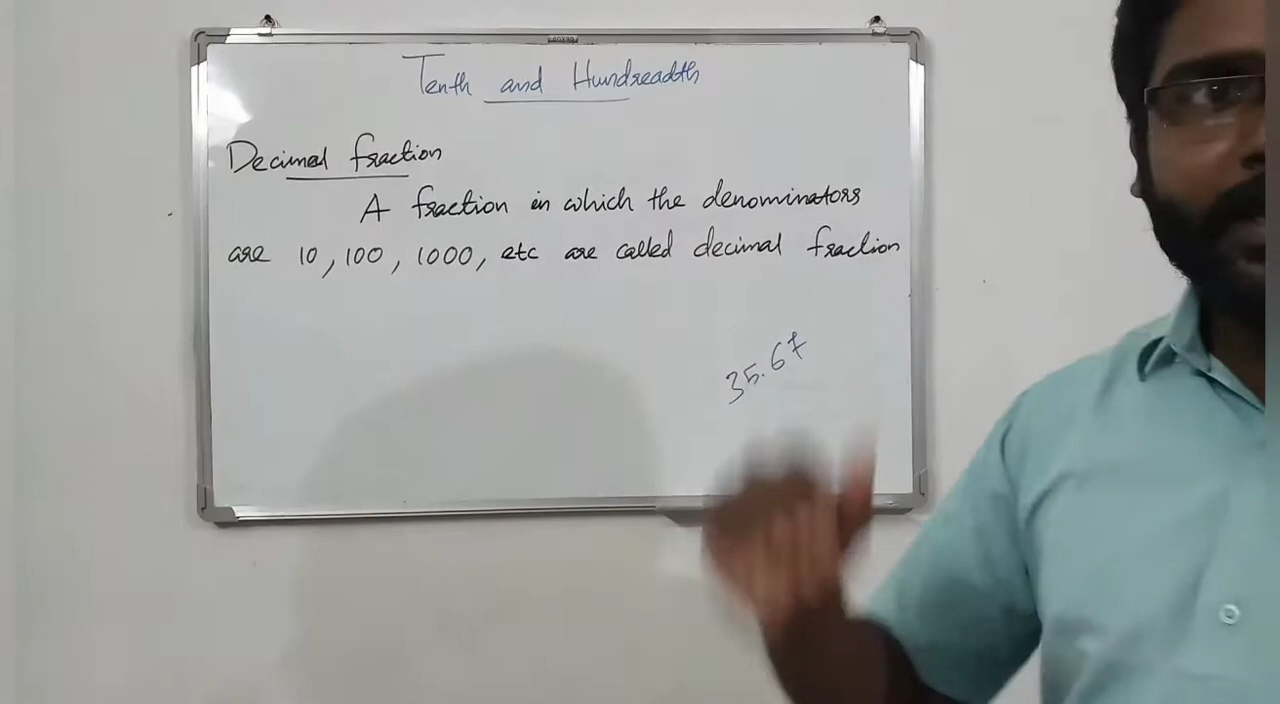 Tenth and Hundreadth
Decimal fraction
A fraction in which the denominators
are 10, 100, 1000, etc are called decimal fraction
35.67